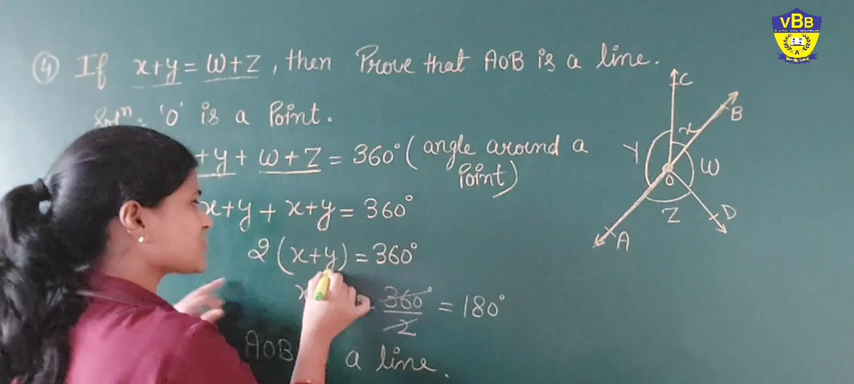 ④ If x+y = w+z, then Prove that AOB is a line.
Solⁿ: 'O' is a Point.
+y + w+z = 360° (angle around a Point)
x+y + x+y = 360°
2(x+y) = 360°
360°/2 = 180°
AOB a line.
C
B
x
y
O
w
z
D
A
VBB